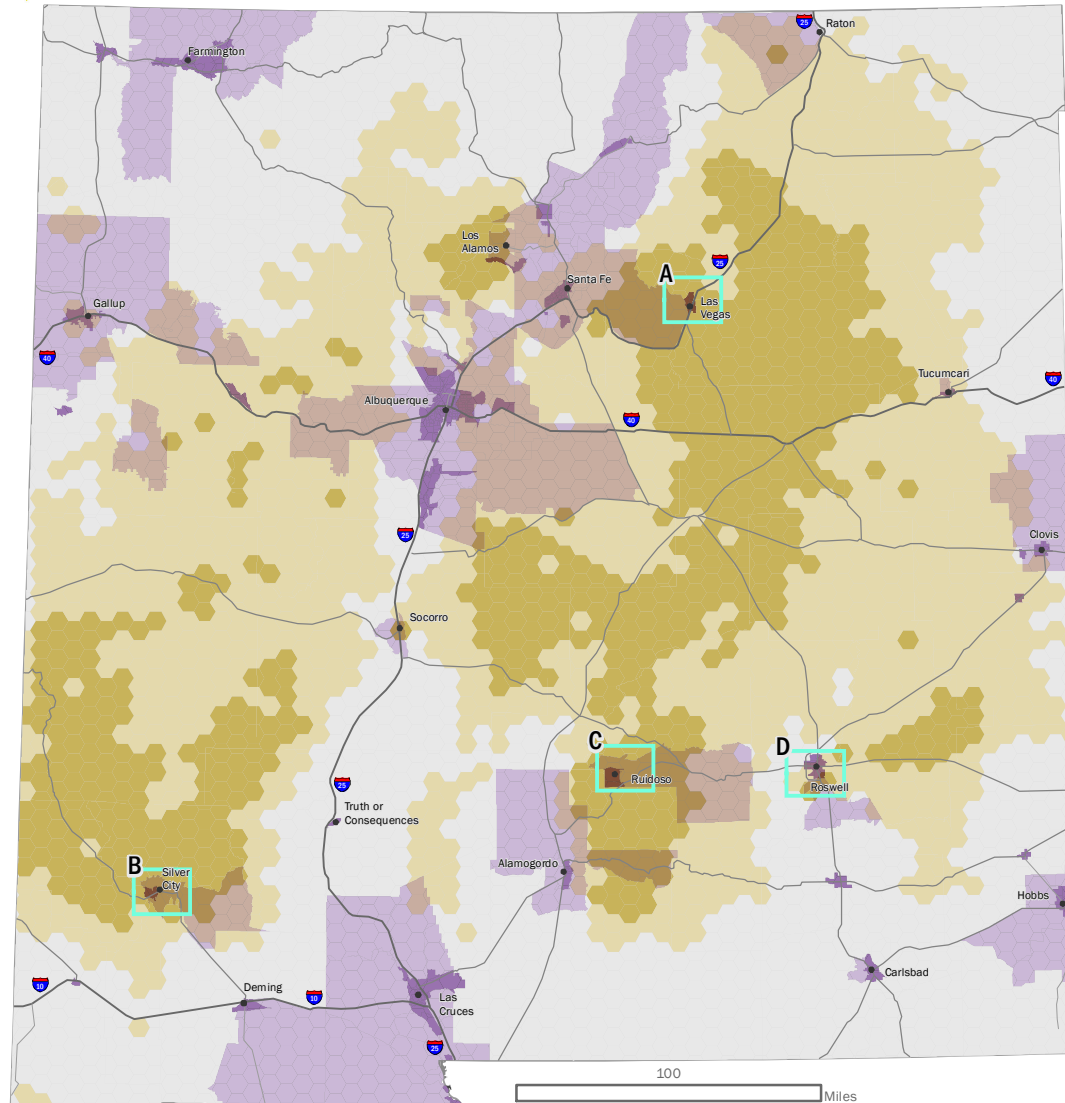 25
Raton
Farmington
Los
Alamos
25
Santa Fe
A
Las
Vegas
Gallup
40
Tucumcari
40
Albuquerque
40
25
Clovis
Socorro
C
D
Ruidoso
Roswell
25
Truth or
Consequences
Alamogordo
B
Silver
City
Hobbs
Carlsbad
10
Deming
10
Las
Cruces
25
100
Miles